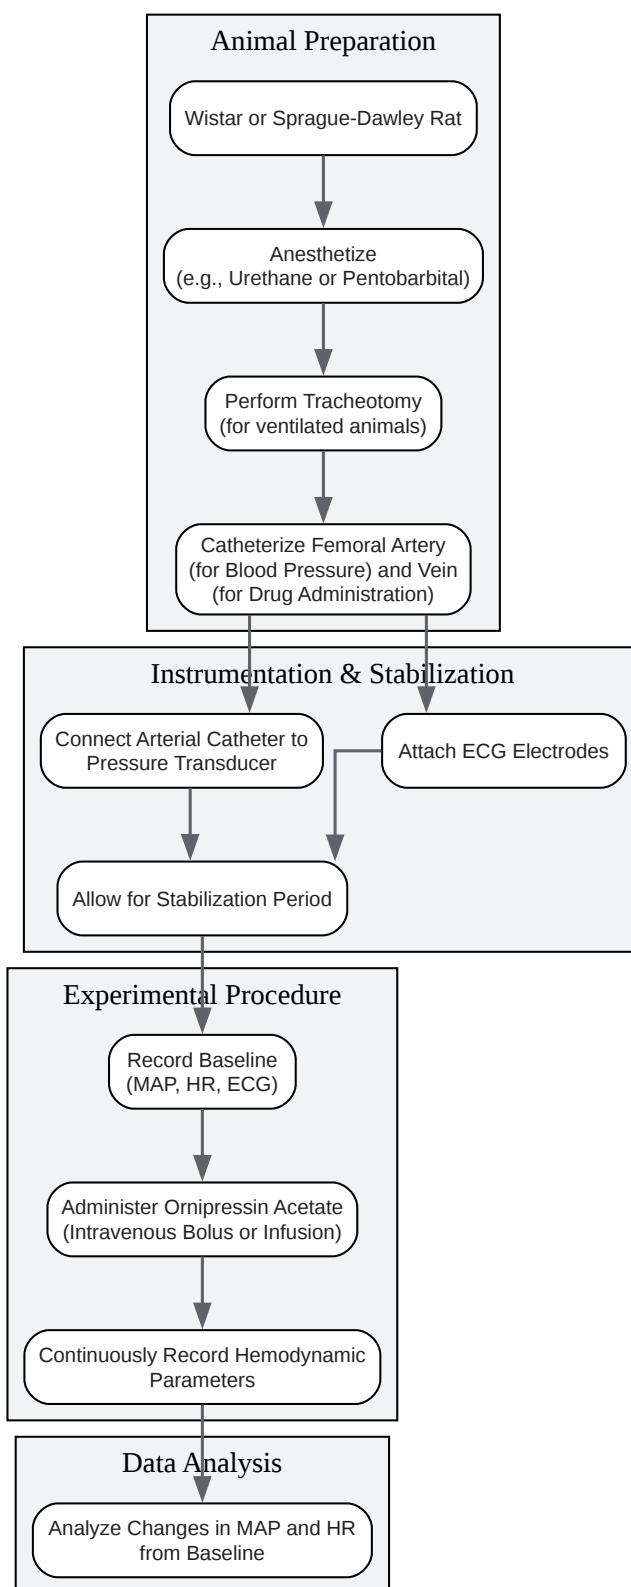 Animal Preparation
Wistar or Sprague-Dawley Rat
Anesthetize
(e.g., Urethane or Pentobarbital)
Perform Tracheotomy
(for ventilated animals)
Catheterize Femoral Artery
(for Blood Pressure) and Vein
(for Drug Administration)
Instrumentation & Stabilization
Connect Arterial Catheter to
Pressure Transducer
Attach ECG Electrodes
Allow for Stabilization Period
Experimental Procedure
Record Baseline
(MAP, HR, ECG)
Administer Ornipressin Acetate
(Intravenous Bolus or Infusion)
Continuously Record Hemodynamic
Parameters
Data Analysis
Analyze Changes in MAP and HR
from Baseline